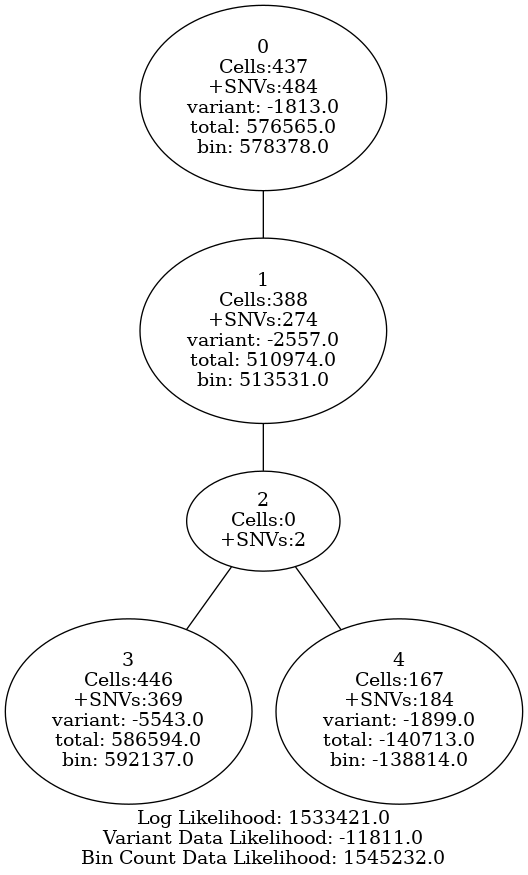 0
Cells:437
+SNVs:484
variant: -1813.0
total: 576565.0
bin: 578378.0
1
Cells:388
+SNVs:274
variant: -2557.0
total: 510974.0
bin: 513531.0
2
Cells:0
+SNVs:2
3
Cells:446
+SNVs:369
variant: -5543.0
total: 586594.0
bin: 592137.0
4
Cells:167
+SNVs:184
variant: -1899.0
total: -140713.0
bin: -138814.0
Log Likelihood: 1533421.0
Variant Data Likelihood: -11811.0
Bin Count Data Likelihood: 1545232.0